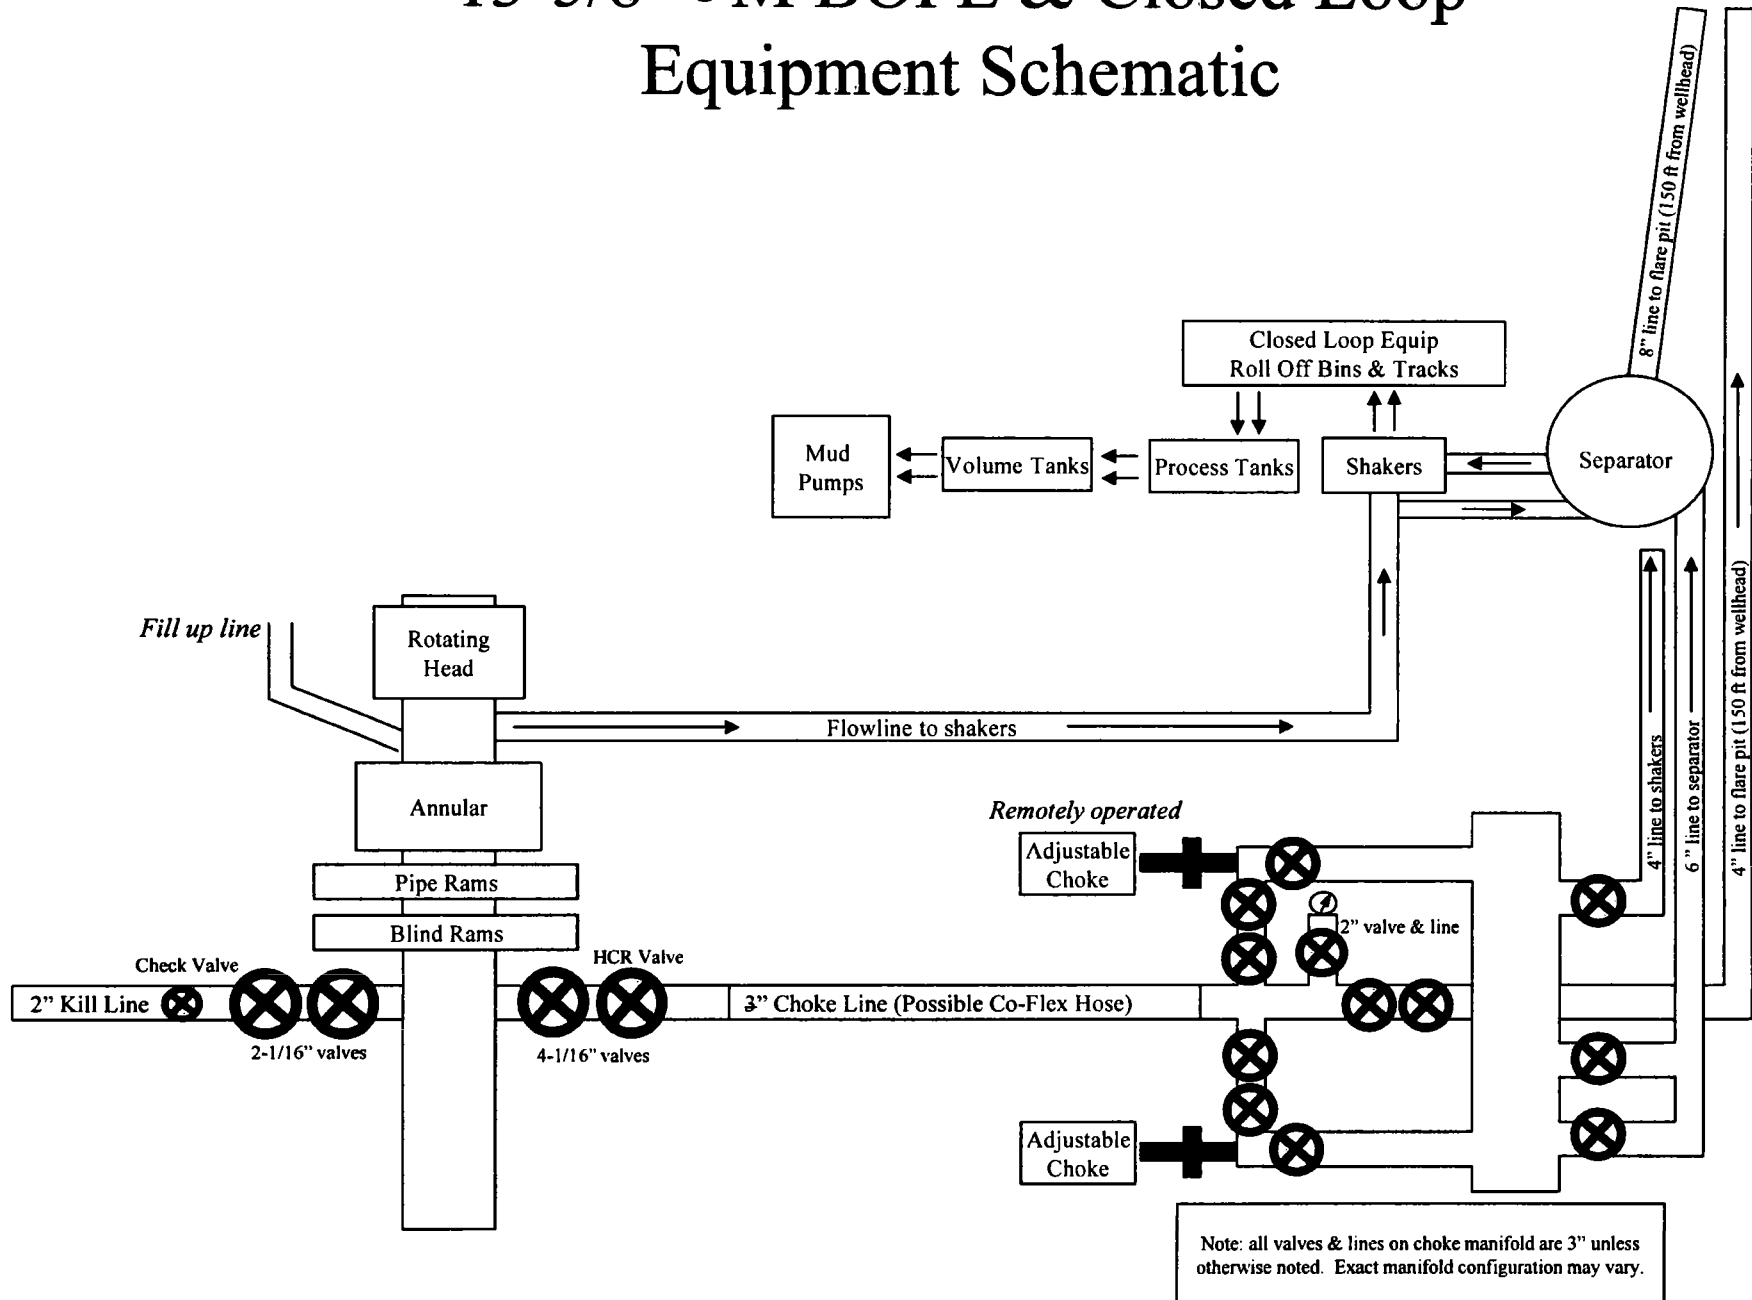 M BOPE & Closed Loop
Equipment Schematic
8” line to flare pit (150 ft from wellhead)
Closed Loop Equip
Roll Off Bins & Tracks
Mud
Pumps
Volume Tanks
Process Tanks
Shakers
Separator
Fill up line
Rotating
Head
Flowline to shakers
Annular
Pipe Rams
Blind Rams
Remotely operated
Adjustable
Choke
2” valve & line
4” line to shakers
6 ” line to separator
4” line to flare pit (150 ft from wellhead)
Check Valve
HCR Valve
2” Kill Line
3” Choke Line (Possible Co-Flex Hose)
2-1/16” valves
4-1/16” valves
Adjustable
Choke
Note: all valves & lines on choke manifold are 3” unless
otherwise noted. Exact manifold configuration may vary.